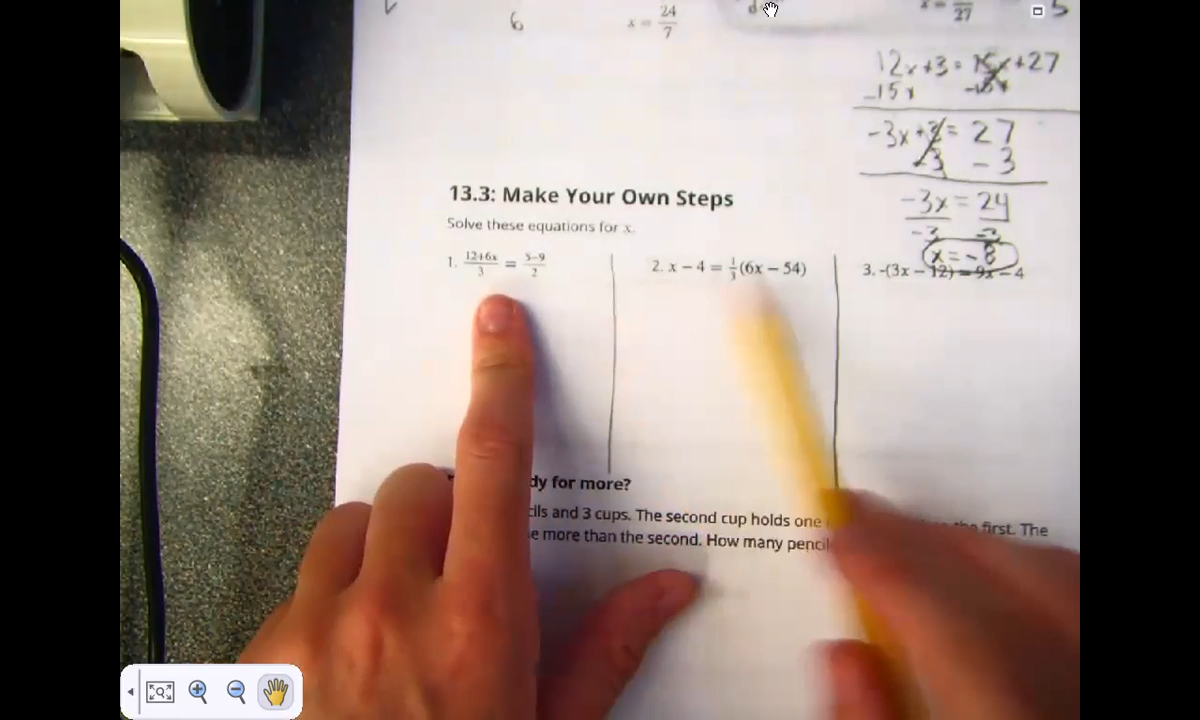 6
x = 24/7
27
5
12x+3 = 15x+27
-15x -15x
-3x+3 = 27
-3 - 3
-3x = 24
-3 -3
x = -8
13.3: Make Your Own Steps
Solve these equations for x.
1. (12+6x)/3 = (5−9)/2
2. x − 4 = 1/3(6x − 54)
3. -(3x − 12) = 9x − 4
dy for more?
cils and 3 cups. The second cup holds one the first. The
e more than the second. How many pencil